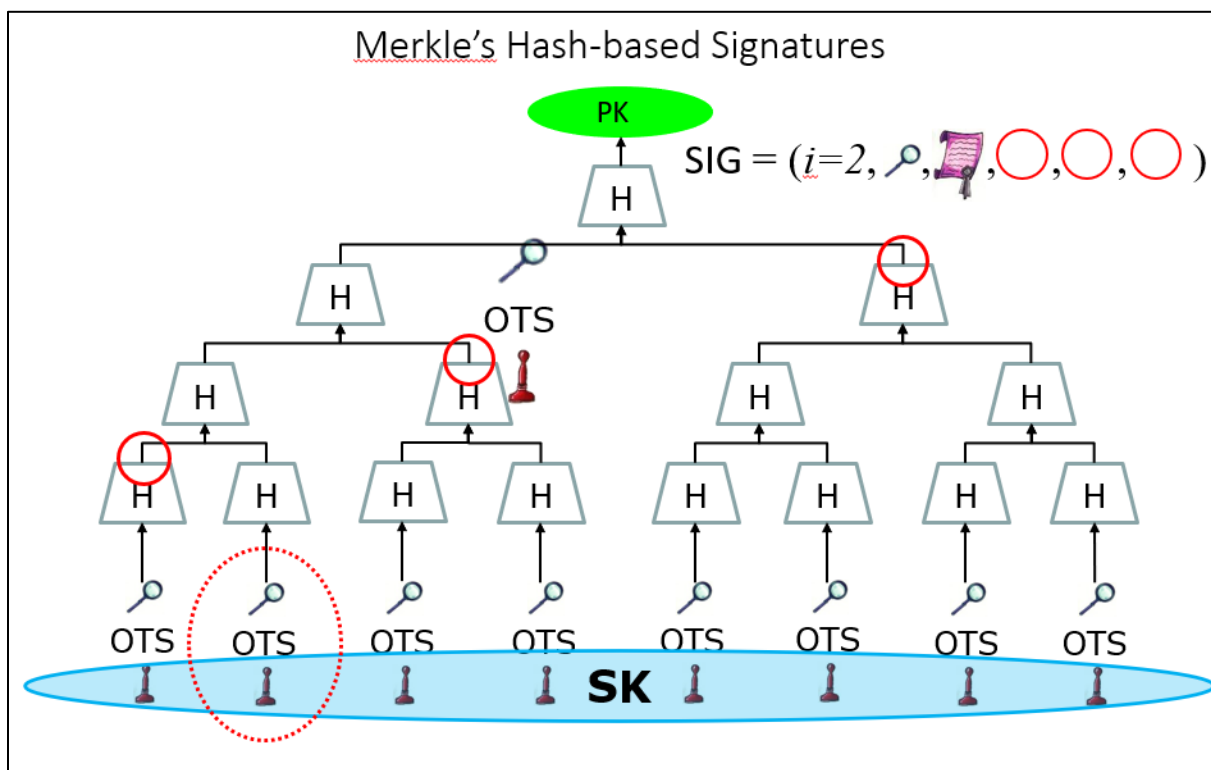 Merkle's Hash-based Signatures
PK
SIG = (i=2, , , , , )
H
H
H
OTS
H
H
H
H
H
H
H
H
H
H
H
H
OTS
OTS
OTS
OTS
OTS
OTS
OTS
OTS
SK